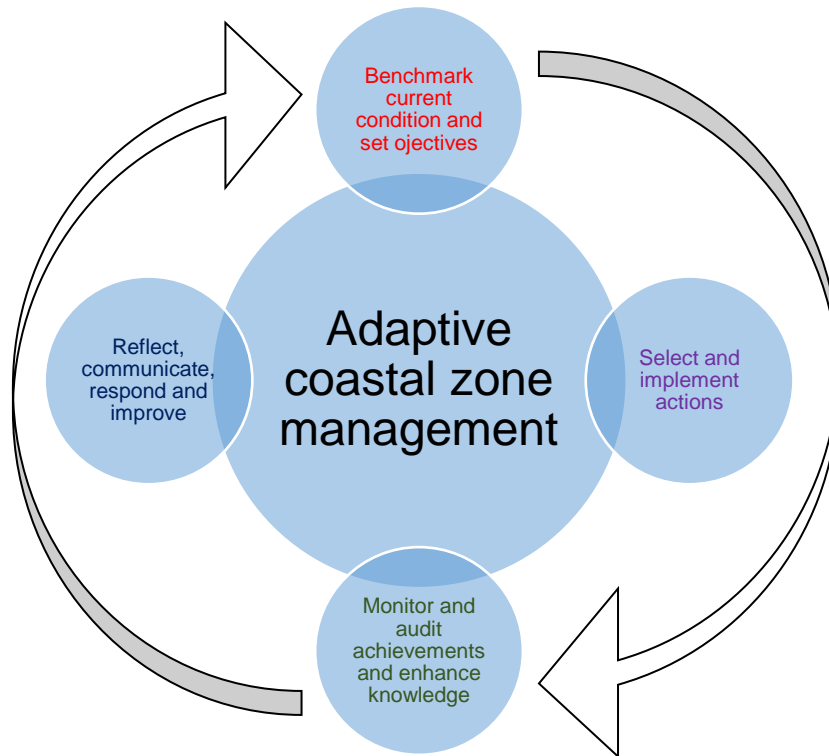 Benchmark
current
condition and
set ojectives
Adaptive
coastal zone
management
Reflect,
communicate,
respond and
improve
Select and
implement
actions
Monitor and
audit
achievements
and enhance
knowledge